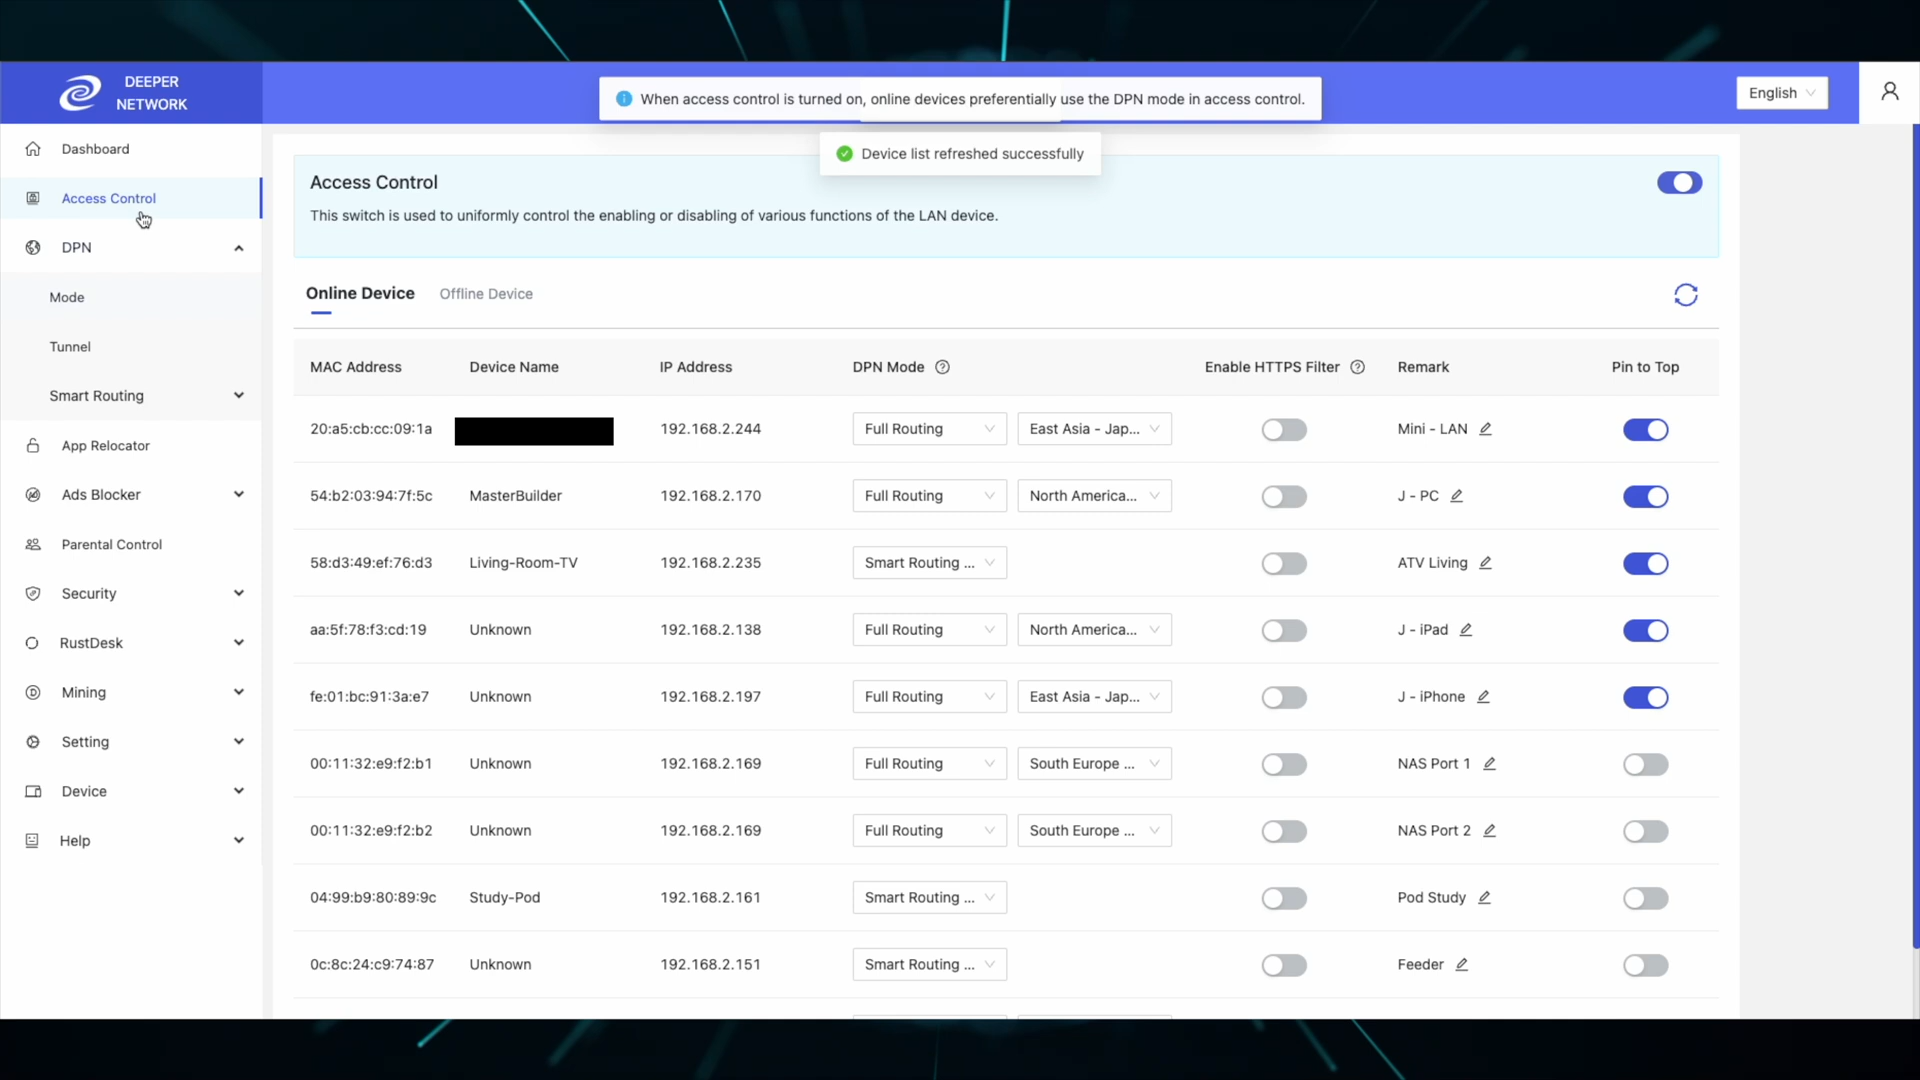 DEEPER
NETWORK
When access control is turned on, online devices preferentially use the DPN mode in access control.
English
Device list refreshed successfully
Dashboard
Access Control
DPN
Mode
Tunnel
Smart Routing
App Relocator
Ads Blocker
Parental Control
Security
RustDesk
Mining
Setting
Device
Help
Access Control
This switch is used to uniformly control the enabling or disabling of various functions of the LAN device.
Online Device Offline Device
MAC Address Device Name IP Address DPN Mode Enable HTTPS Filter Remark Pin to Top
20:a5:cb:cc:09:1a 192.168.2.244 Full Routing East Asia - Jap... Mini - LAN
54:b2:03:94:7f:5c MasterBuilder 192.168.2.170 Full Routing North America... J - PC
58:d3:49:ef:76:d3 Living-Room-TV 192.168.2.235 Smart Routing ... ATV Living
aa:5f:78:f3:cd:19 Unknown 192.168.2.138 Full Routing North America... J - iPad
fe:01:bc:91:3a:e7 Unknown 192.168.2.197 Full Routing East Asia - Jap... J - iPhone
00:11:32:e9:f2:b1 Unknown 192.168.2.169 Full Routing South Europe ... NAS Port 1
00:11:32:e9:f2:b2 Unknown 192.168.2.169 Full Routing South Europe ... NAS Port 2
04:99:b9:80:89:9c Study-Pod 192.168.2.161 Smart Routing ... Pod Study
0c:8c:24:c9:74:87 Unknown 192.168.2.151 Smart Routing ... Feeder